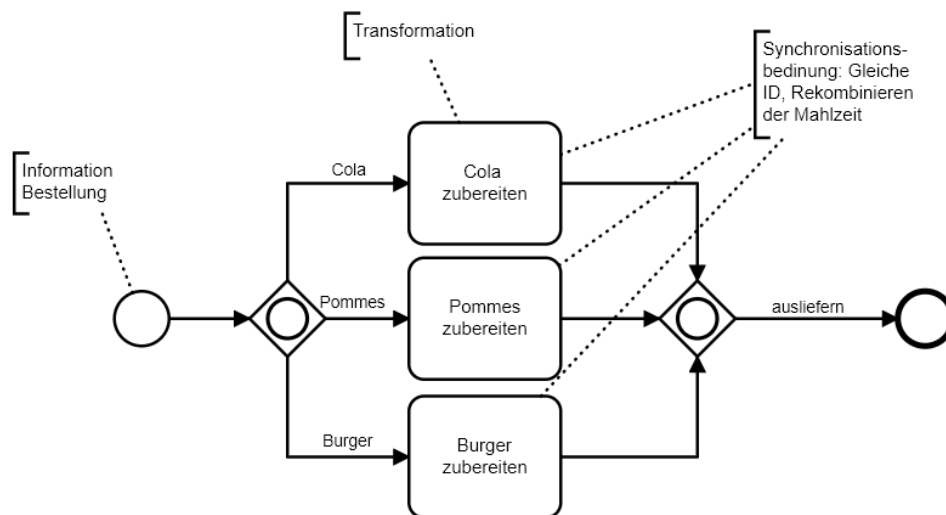 Transformation
Synchronisations-
bedinung: Gleiche
ID, Rekombinieren
der Mahlzeit
Information
Bestellung
Cola
Cola
zubereiten
Pommes
Pommes
zubereiten
ausliefern
Burger
Burger
zubereiten